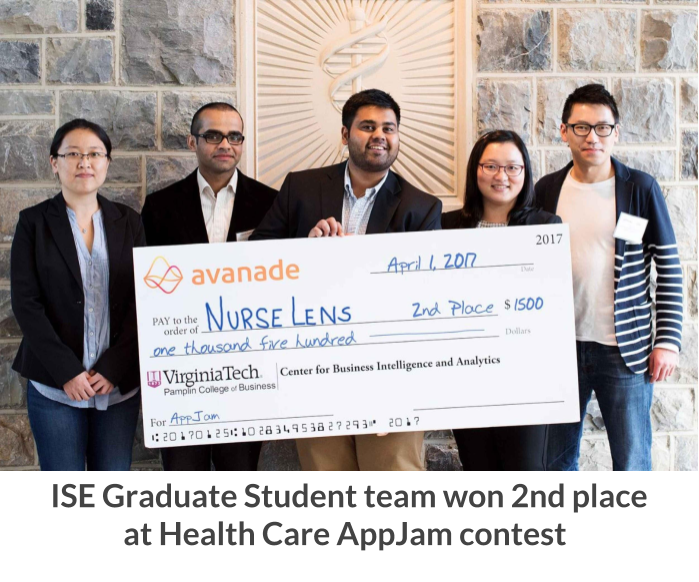 2017
avanade
April 1, 2017
Date
PAY to the
order of NURSE LENS 2nd Place $ 1500
one thousand five hundred Dollars
VirginiaTech
Pamplin College of Business
Center for Business Intelligence and Analytics
For AppJam
ISE Graduate Student team won 2nd place
at Health Care AppJam contest